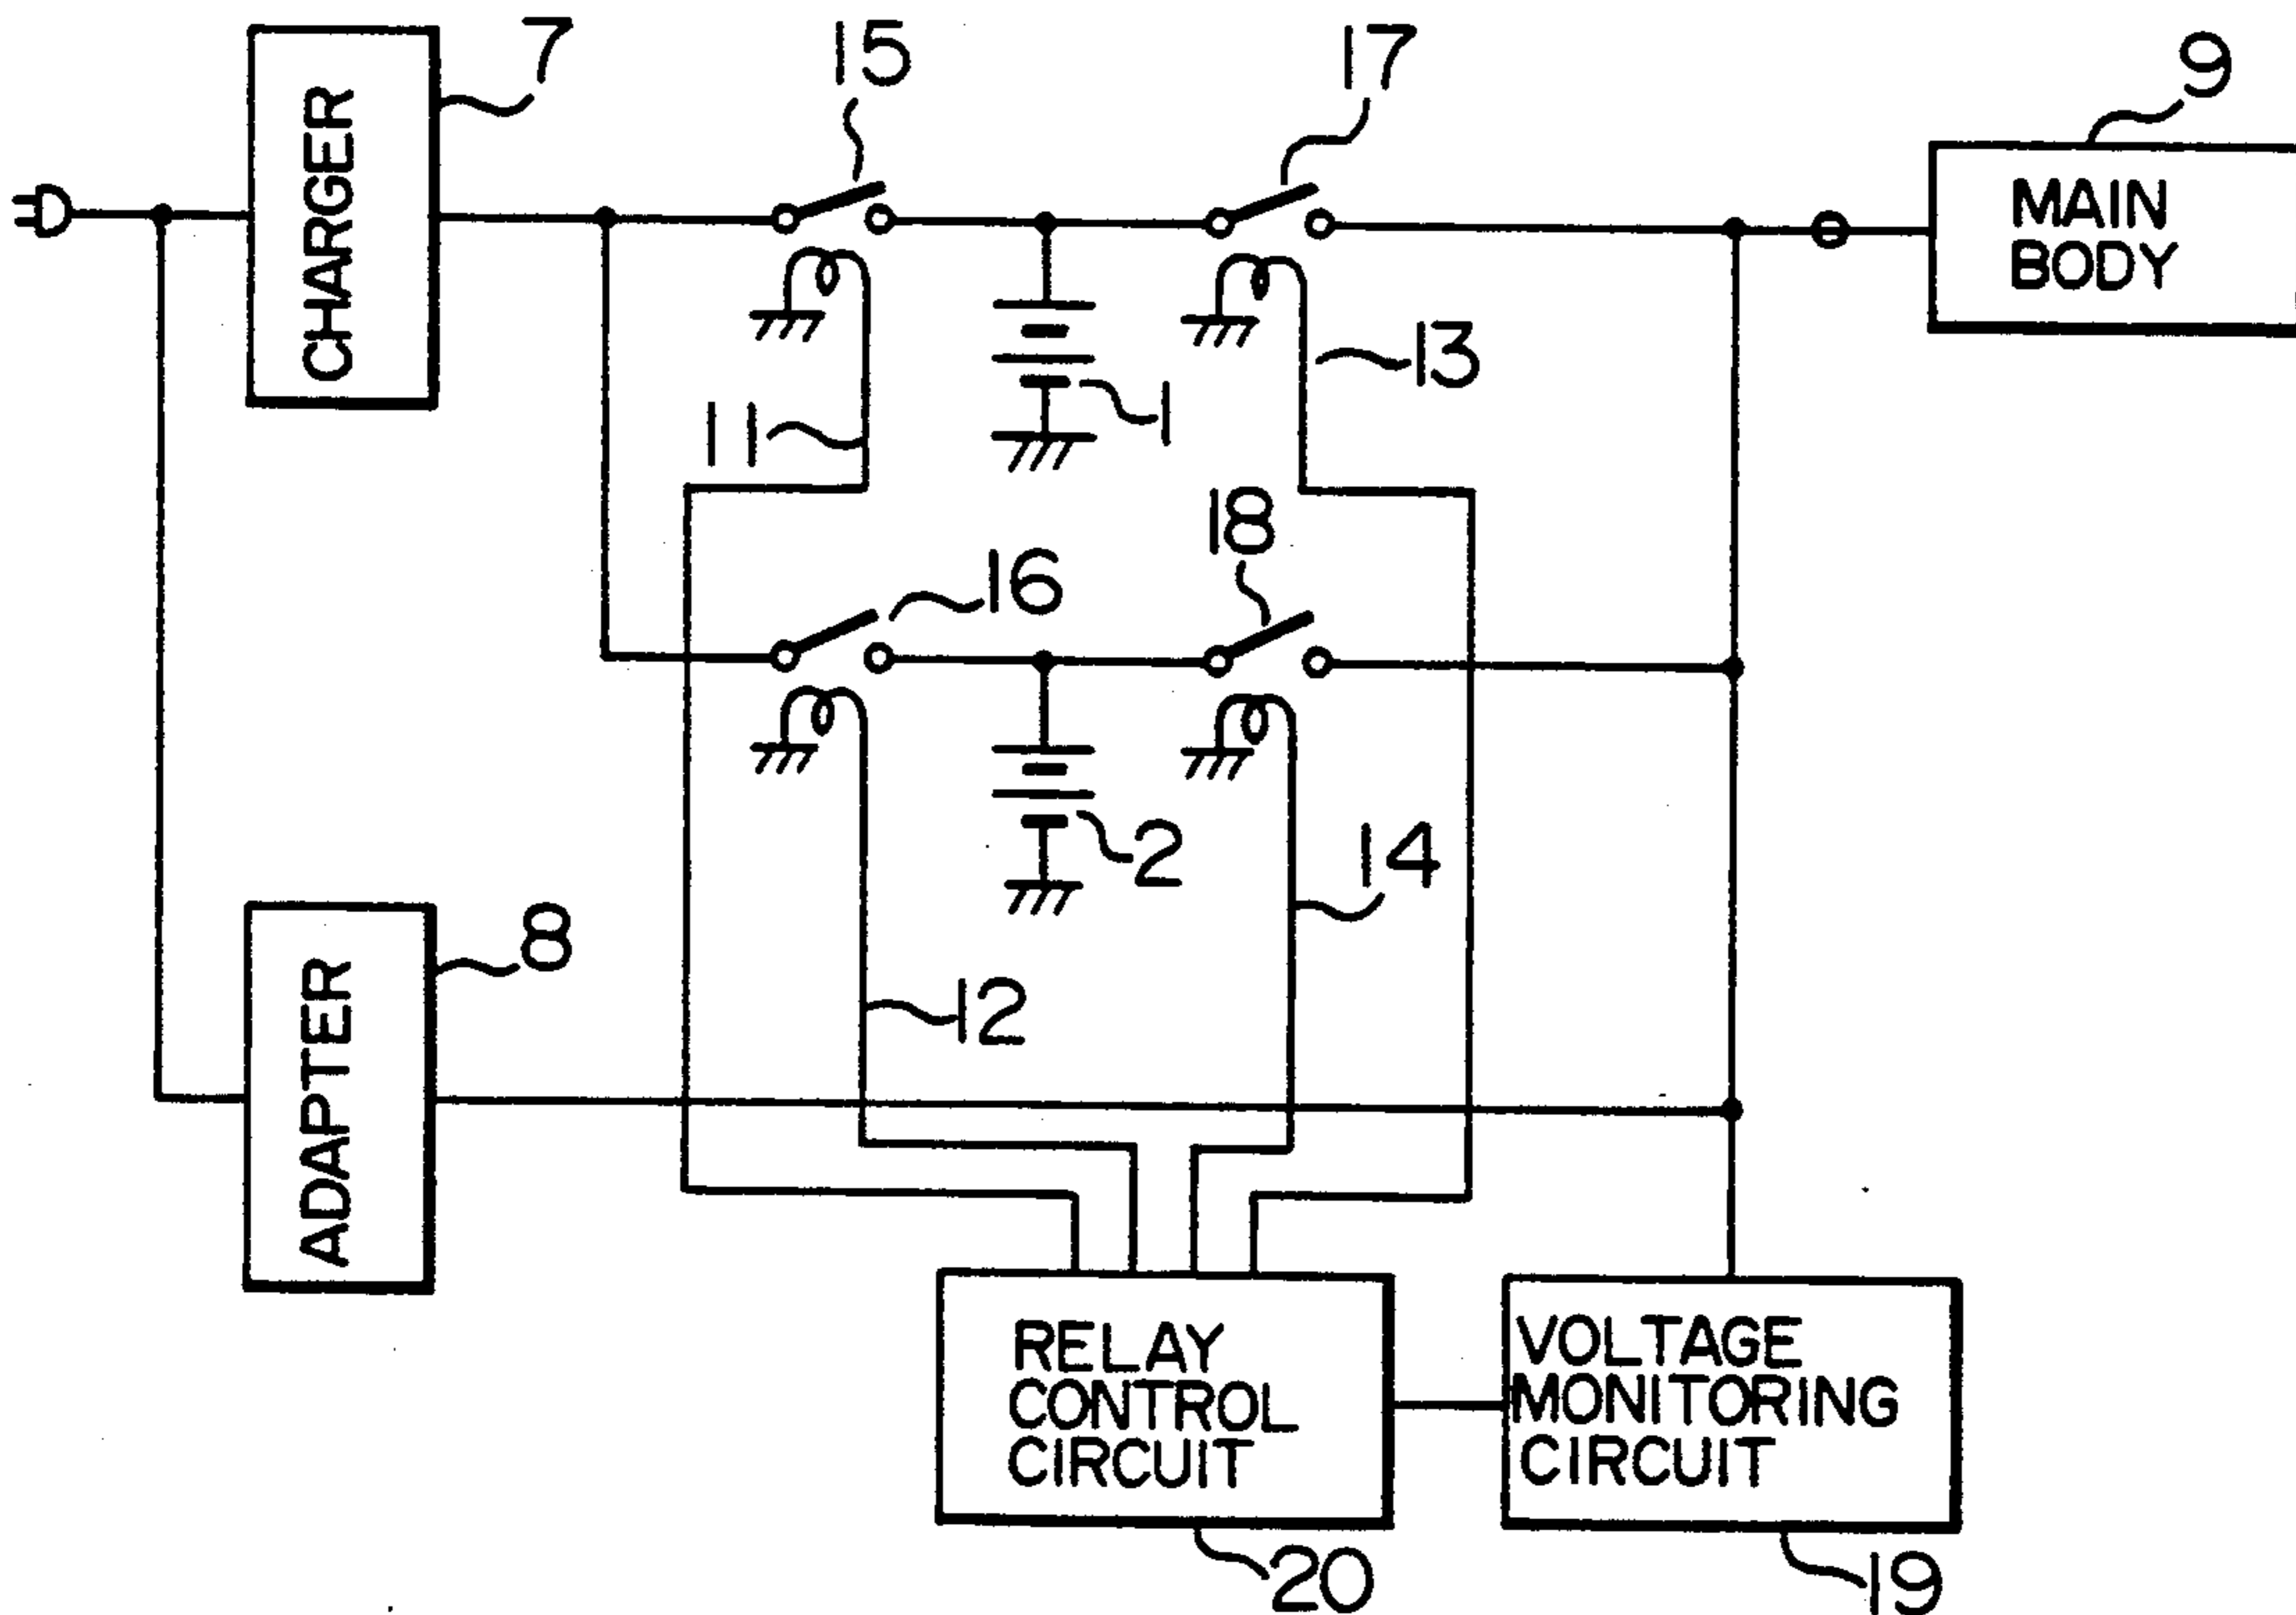 7
15
17
9
CHARGER
MAIN
BODY
13
1
11
18
16
14
2
8
12
ADAPTER
RELAY
CONTROL
CIRCUIT
VOLTAGE
MONITORING
CIRCUIT
20
19